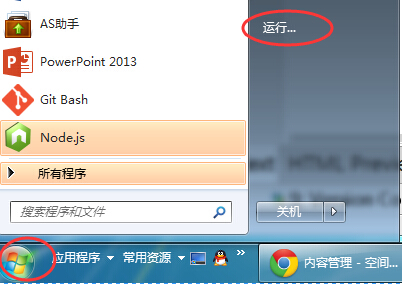 AS助手
运行...
PowerPoint 2013
Git Bash
Node.js
所有程序
HTML Previ
搜索程序和文件
关机
应用程序
常用资源
»
内容管理 - 空间...